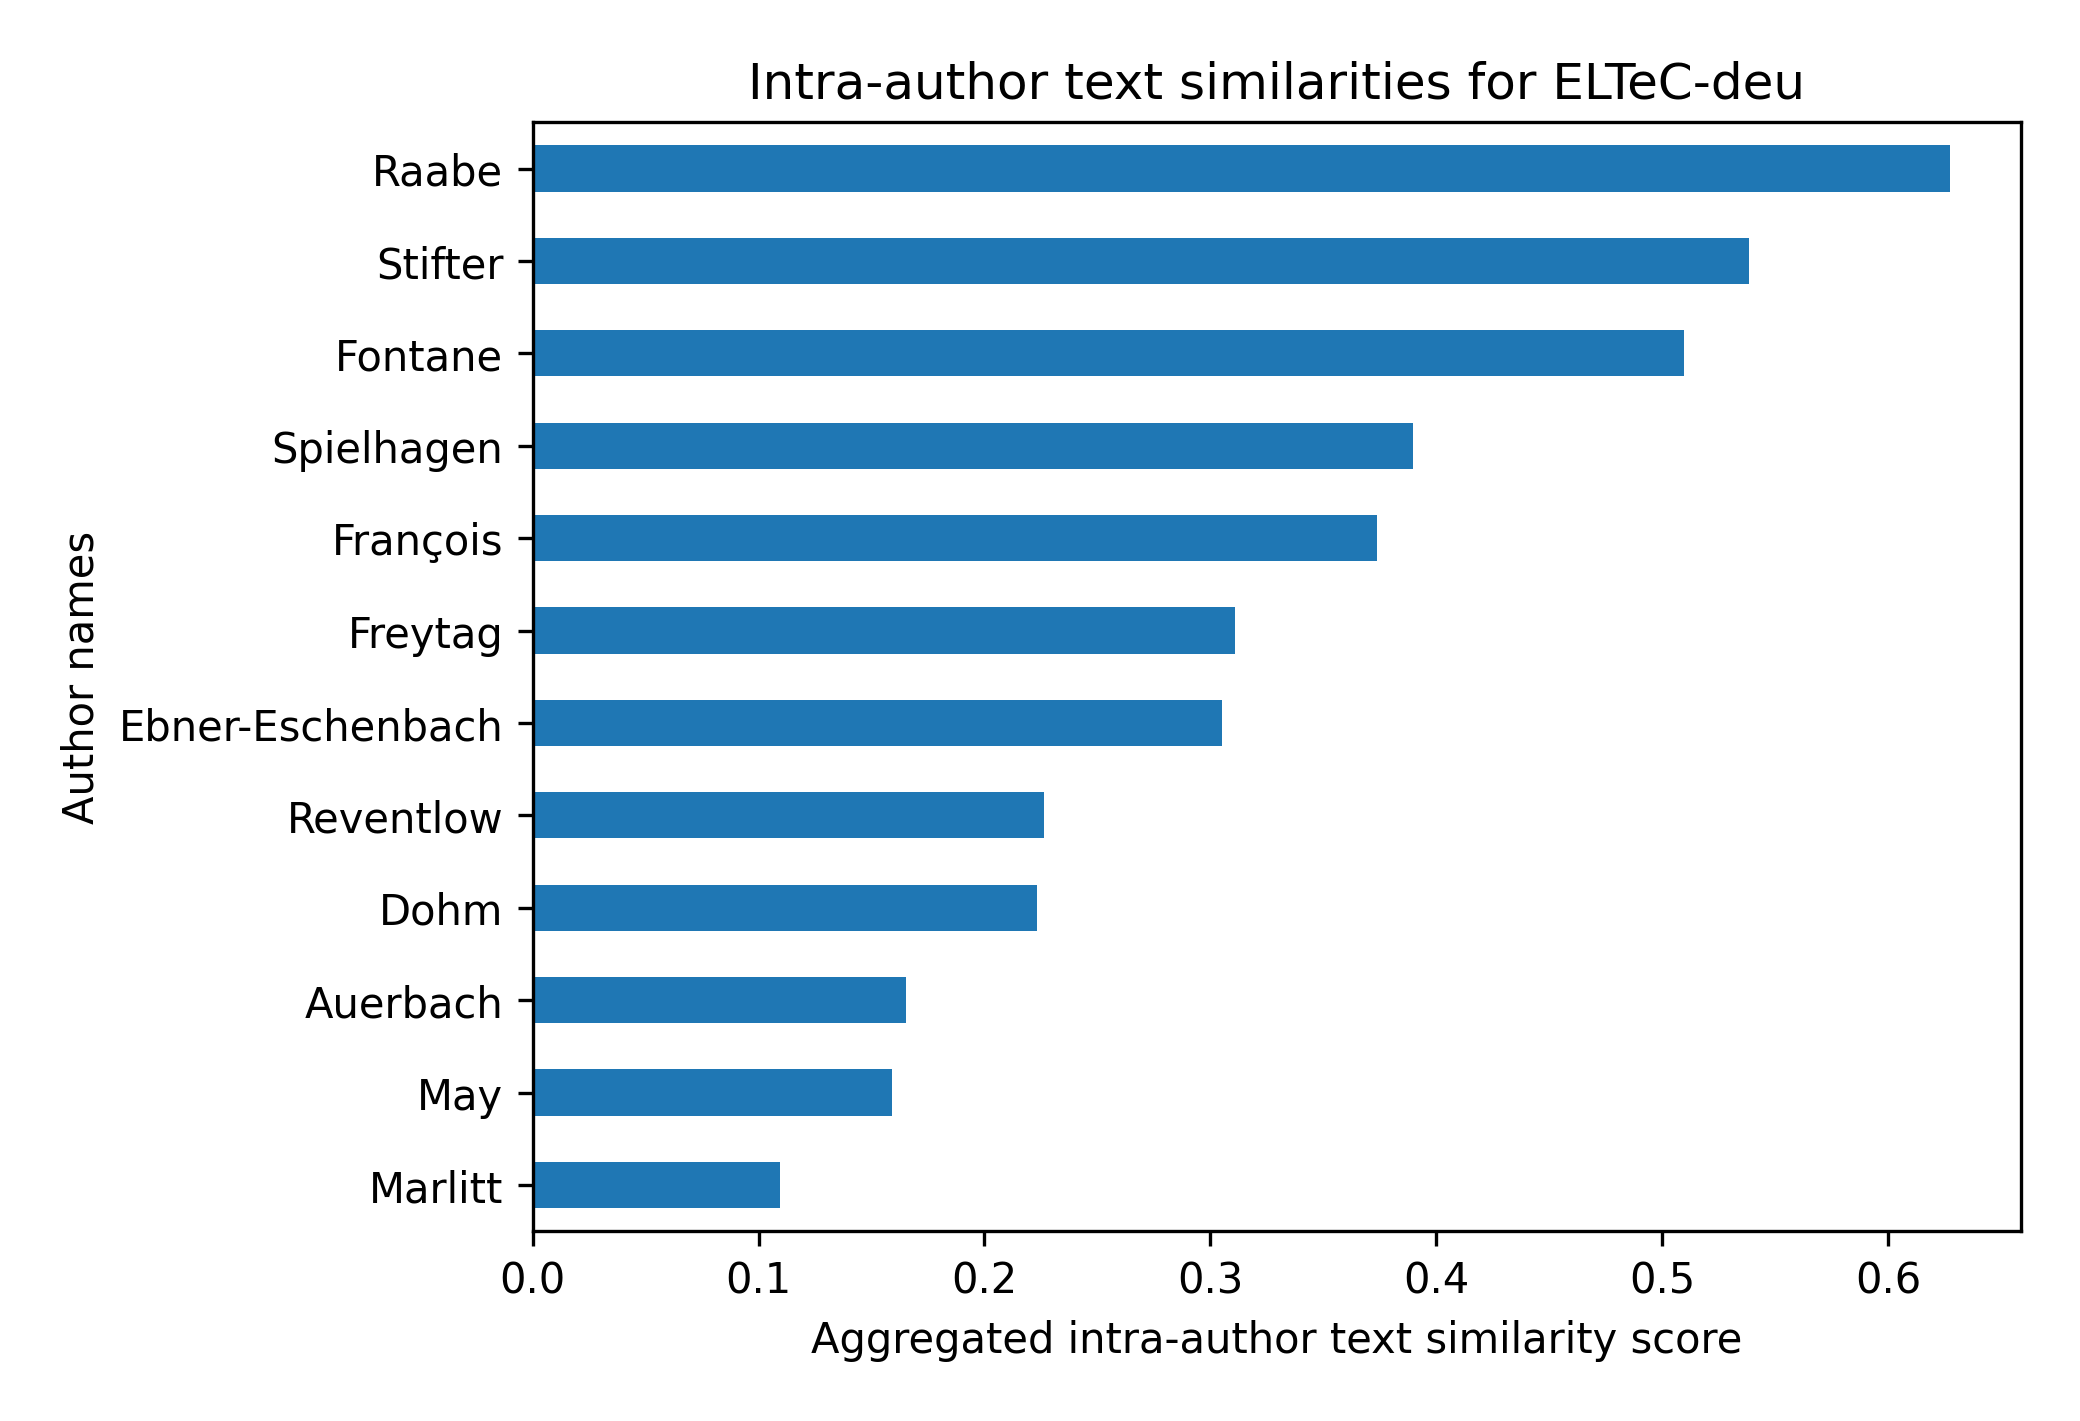 Intra-author text similarities for ELTeC-deu
Raabe
Stifter
Fontane
Spielhagen
François
Freytag
Ebner-Eschenbach
Reventlow
Dohm
Auerbach
May
Marlitt
Author names
0.0 0.1 0.2 0.3 0.4 0.5 0.6
Aggregated intra-author text similarity score